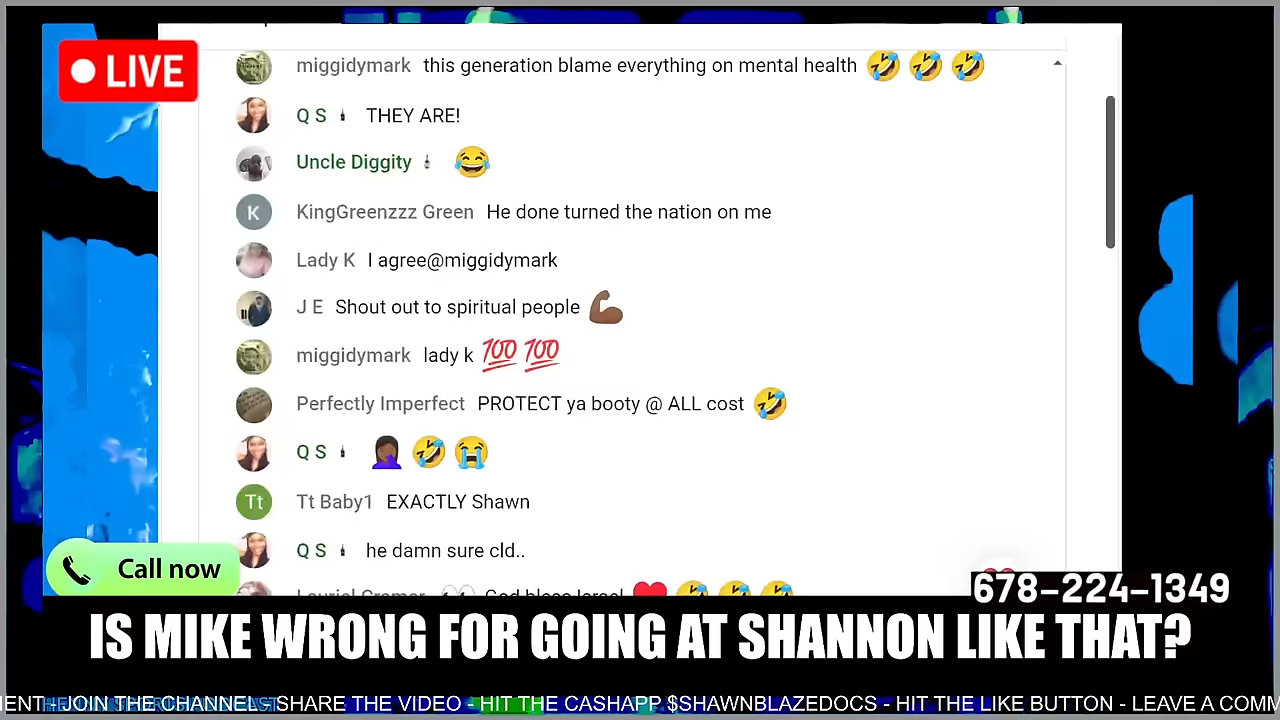 LIVE
miggidymark this generation blame everything on mental health 🤣 🤣 🤣
Q S THEY ARE!
Uncle Diggity 😂
KingGreenzzz Green He done turned the nation on me
K
Lady K I agree@miggidymark
J E Shout out to spiritual people 💪🏾
miggidymark lady k 💯 💯
Perfectly Imperfect PROTECT ya booty @ ALL cost 🤣
Q S 🤦🏾‍♀️ 🤣 😭
Tt
Tt Baby1 EXACTLY Shawn
Q S he damn sure cld..
God bless Israel ❤️ 🤣 🤣 🤣
Call now
678-224-1349
IS MIKE WRONG FOR GOING AT SHANNON LIKE THAT?
ENT - JOIN THE CHANNEL - SHARE THE VIDEO - HIT THE CASHAPP $SHAWNBLAZEDOCS - HIT THE LIKE BUTTON - LEAVE A COMM